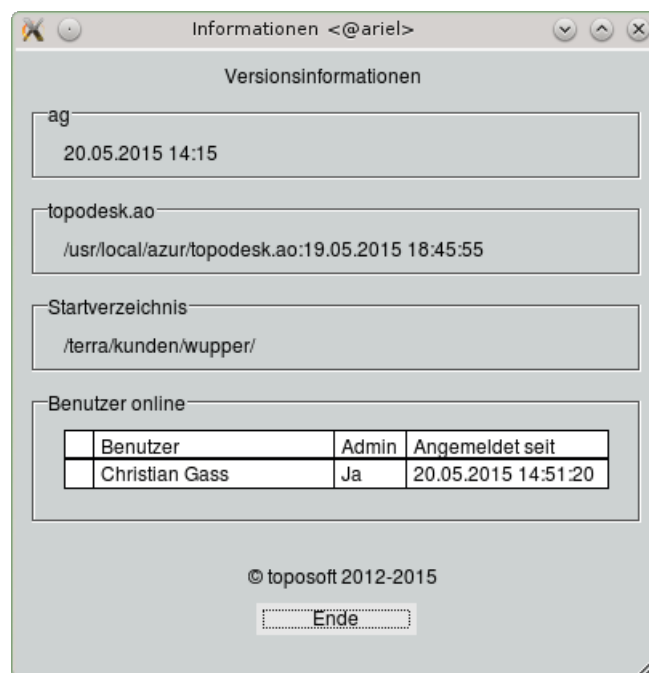 Informationen <@ariel>
Versionsinformationen
ag
20.05.2015 14:15
topodesk.ao
/usr/local/azur/topodesk.ao:19.05.2015 18:45:55
Startverzeichnis
/terra/kunden/wupper/
Benutzer online
Benutzer Admin Angemeldet seit
Christian Gass Ja 20.05.2015 14:51:20
© toposoft 2012-2015
Ende